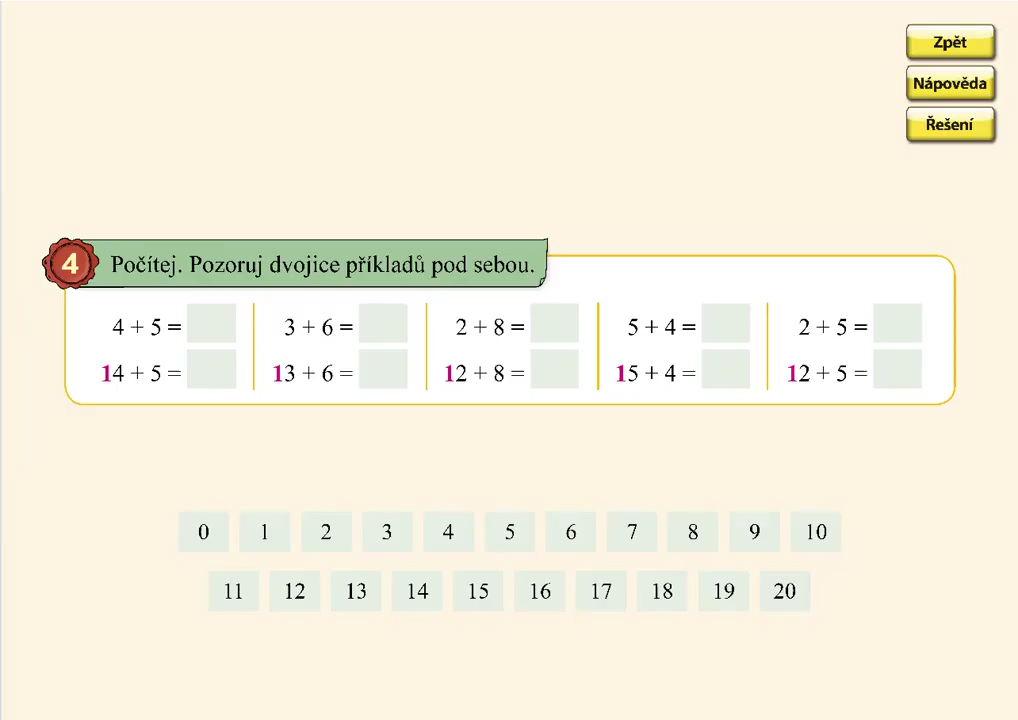 Zpět
Nápověda
Řešení
4 Počítej. Pozoruj dvojice příkladů pod sebou.
4 + 5 = 3 + 6 = 2 + 8 = 5 + 4 = 2 + 5 =
14 + 5 = 13 + 6 = 12 + 8 = 15 + 4 = 12 + 5 =
0 1 2 3 4 5 6 7 8 9 10
11 12 13 14 15 16 17 18 19 20